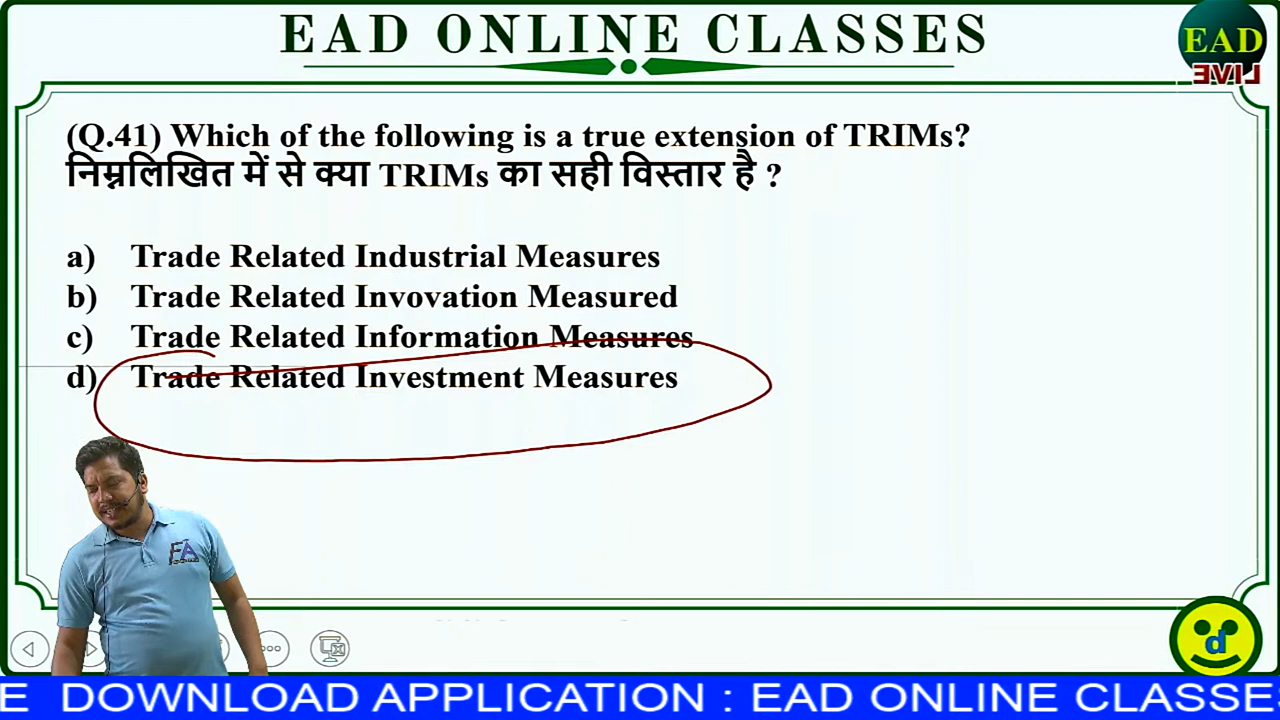 EAD ONLINE CLASSES
EAD
LIVE
(Q.41) Which of the following is a true extension of TRIMs?
निम्नलिखित में से क्या TRIMs का सही विस्तार है ?
a) Trade Related Industrial Measures
b) Trade Related Invovation Measured
c) Trade Related Information Measures
d) Trade Related Investment Measures
d
E DOWNLOAD APPLICATION : EAD ONLINE CLASSE